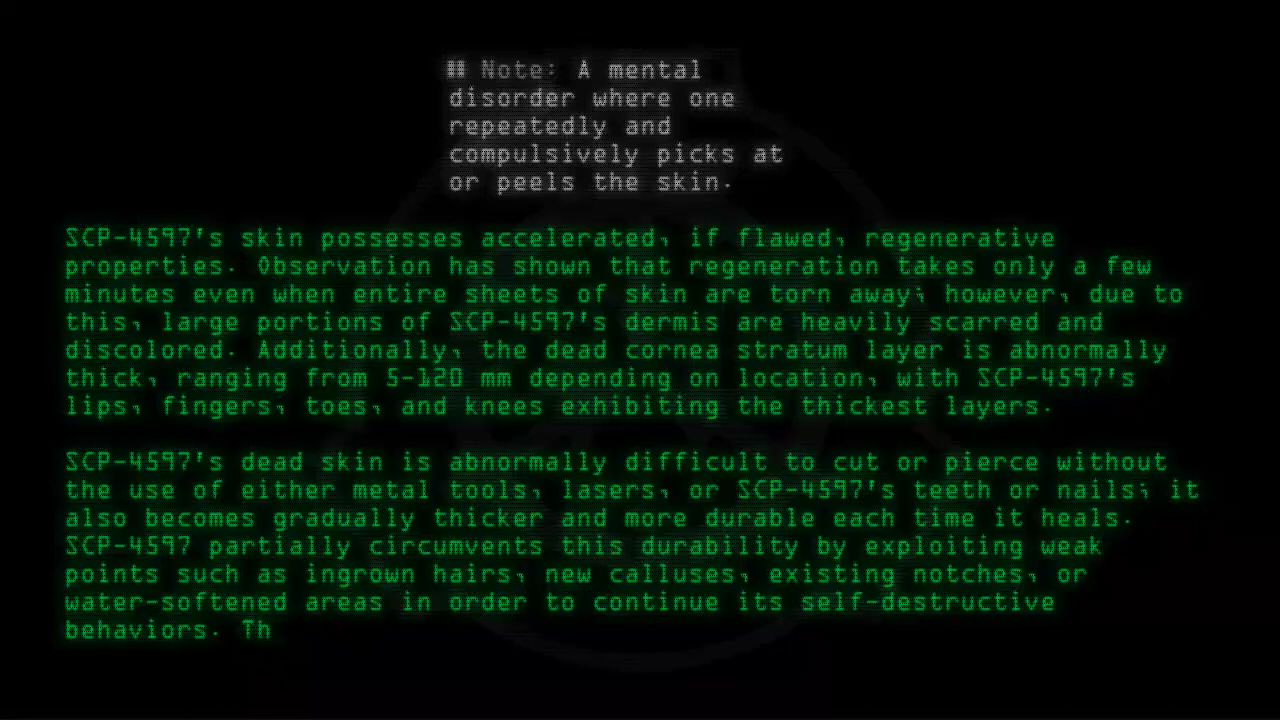 ## Note: A mental
disorder where one
repeatedly and
compulsively picks at
or peels the skin.
SCP-4597's skin possesses accelerated, if flawed, regenerative
properties. Observation has shown that regeneration takes only a few
minutes even when entire sheets of skin are torn away; however, due to
this, large portions of SCP-4597's dermis are heavily scarred and
discolored. Additionally, the dead cornea stratum layer is abnormally
thick, ranging from 5-120 mm depending on location, with SCP-4597's
lips, fingers, toes, and knees exhibiting the thickest layers.
SCP-4597's dead skin is abnormally difficult to cut or pierce without
the use of either metal tools, lasers, or SCP-4597's teeth or nails; it
also becomes gradually thicker and more durable each time it heals.
SCP-4597 partially circumvents this durability by exploiting weak
points such as ingrown hairs, new calluses, existing notches, or
water-softened areas in order to continue its self-destructive
behaviors. Th